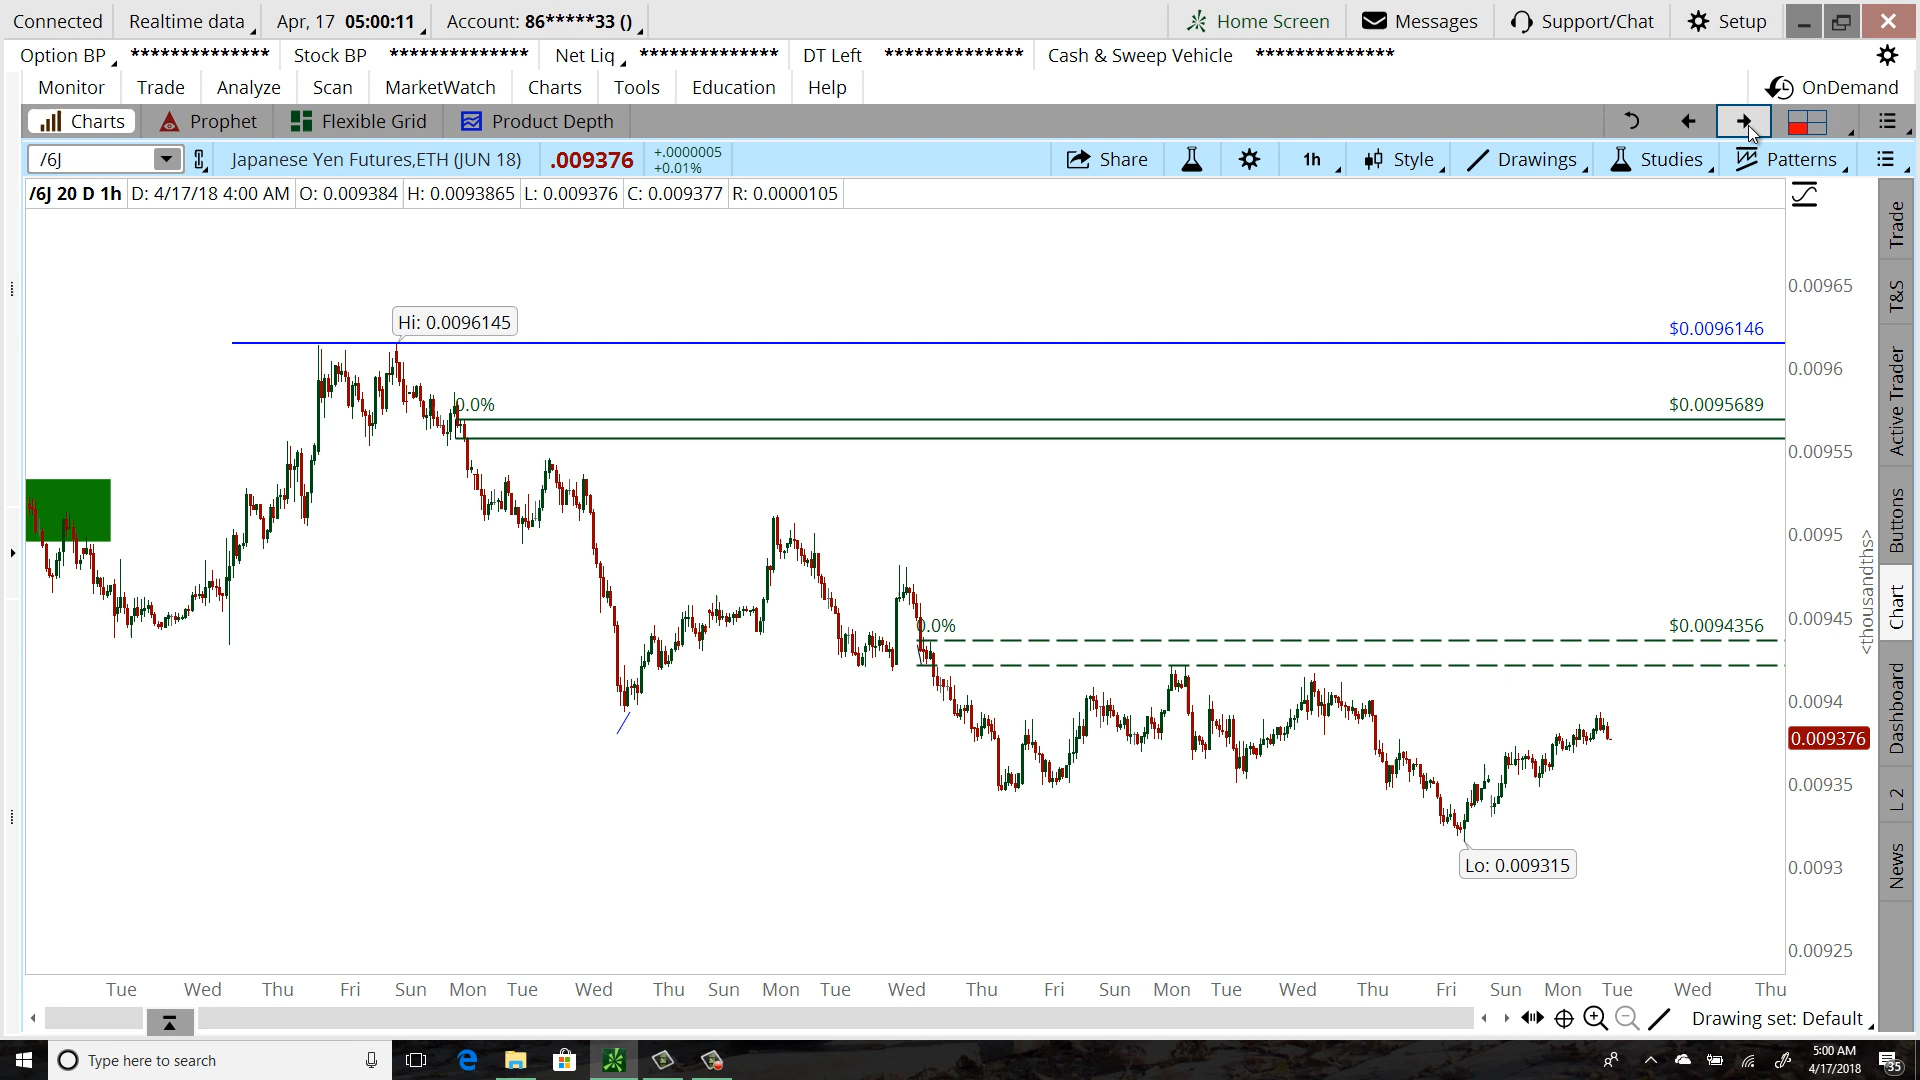 Connected Realtime data Apr, 17 05:00:11 Account: 86*****33 () Home Screen Messages Support/Chat Setup
Option BP ************** Stock BP ************** Net Liq ************** DT Left ************** Cash & Sweep Vehicle **************
Monitor Trade Analyze Scan MarketWatch Charts Tools Education Help OnDemand
Charts Prophet Flexible Grid Product Depth
/6J Japanese Yen Futures,ETH (JUN 18) .009376 +.0000005 +0.01% Share 1h Style Drawings Studies Patterns
/6J 20 D 1h D: 4/17/18 4:00 AM O: 0.009384 H: 0.0093865 L: 0.009376 C: 0.009377 R: 0.0000105
Hi: 0.0096145
$0.0096146
0.0%
$0.0095689
0.0%
$0.0094356
Lo: 0.009315
0.00965
0.0096
0.00955
0.0095
0.00945
0.0094
0.009376
0.00935
0.0093
0.00925
<thousandths>
Trade
T&S
Active Trader
Buttons
Chart
Dashboard
L 2
News
Tue Wed Thu Fri Sun Mon Tue Wed Thu Sun Mon Tue Wed Thu Fri Sun Mon Tue Wed Thu Fri Sun Mon Tue Wed Thu
Drawing set: Default
Type here to search
5:00 AM
4/17/2018
35